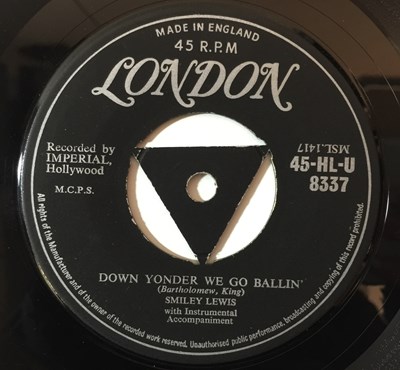 MADE IN ENGLAND
45 R.P.M
LONDON
MSL.1417
Recorded by
IMPERIAL,
Hollywood
M.C.P.S.
45-HL-U
8337
DOWN YONDER WE GO BALLIN'
(Bartholomew, King)
SMILEY LEWIS
with Instrumental
Accompaniment
All rights of the Manufacturer and of the owner of the recorded work reserved. Unauthorised public performance, broadcasting and copying of this record prohibited.